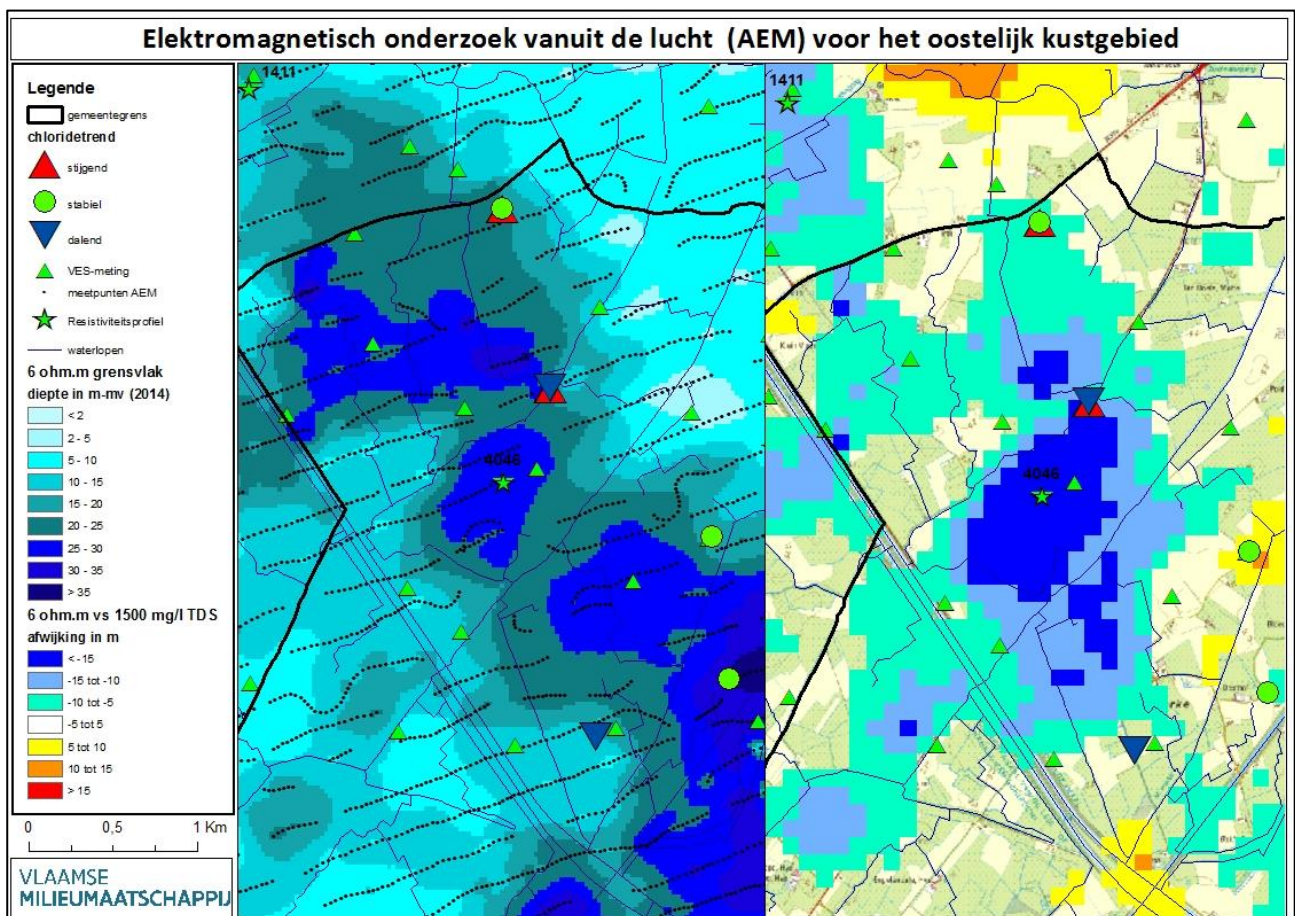 Elektromagnetisch onderzoek vanuit de lucht (AEM) voor het oostelijk kustgebied
Legende
gemeentegrens
chloridetrend
stijgend
stabiel
dalend
VES-meting
meetpunten AEM
Resistiviteitsprofiel
waterlopen
6 ohm.m grensvlak
diepte in m-mv (2014)
< 2
2 - 5
5 - 10
10 - 15
15 - 20
20 - 25
25 - 30
30 - 35
> 35
6 ohm.m vs 1500 mg/l TDS
afwijking in m
< -15
-15 tot -10
-10 tot -5
-5 tot 5
5 tot 10
10 tot 15
> 15
0 0,5 1 Km
VLAAMSE
MILIEUMAATSCHAPPIJ
1411
4046
1411
4046